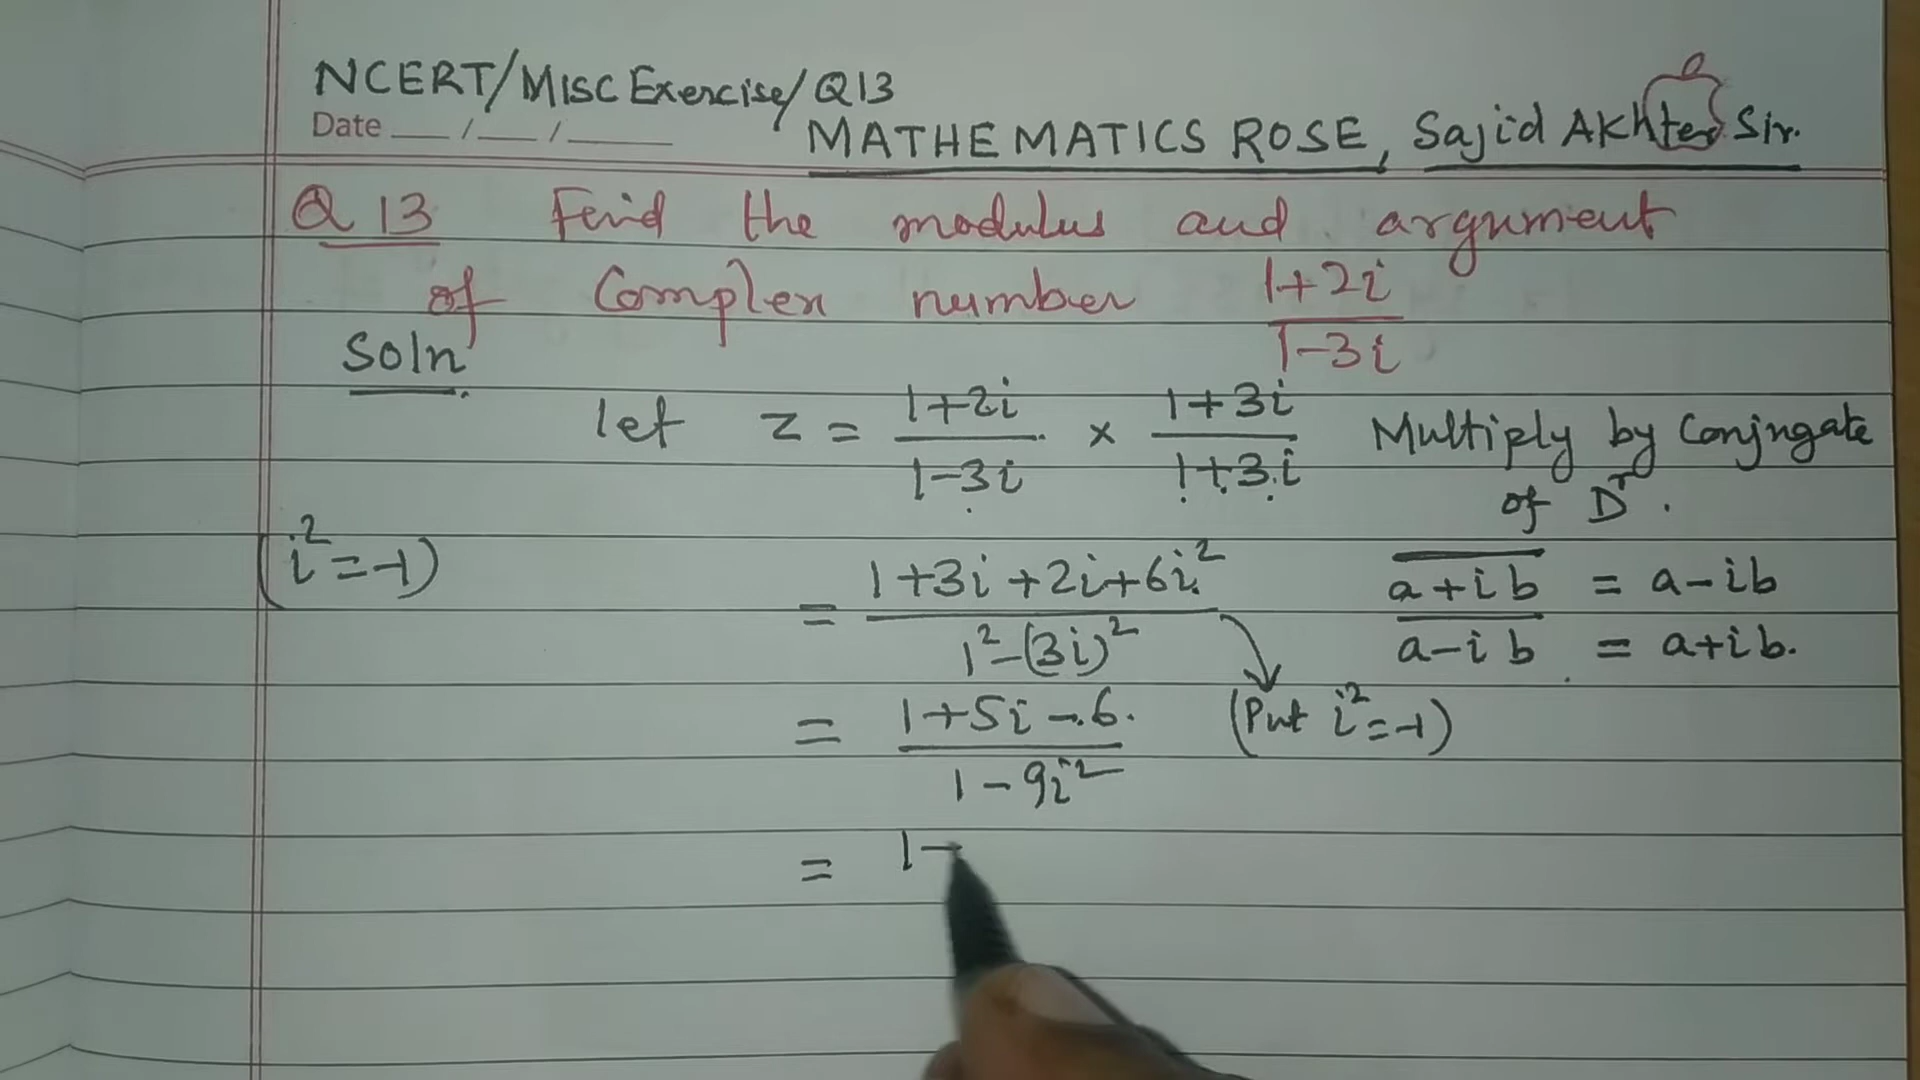 NCERT/MISC Exercise/Q13
Date ___/___/_____
MATHEMATICS ROSE, Sajid AKhter Sir.
Q 13 Find the modulus and argument
of Complex number (1+2i)/(1-3i)
Soln.
let z = (1+2i)/(1-3i) × (1+3i)/(1+3i) Multiply by Conjugate
of Dʳ.
(i²=-1)
= (1+3i+2i+6i²)/(1²-(3i)²)
a+ib = a-ib
a-ib = a+ib.
= (1+5i-6)/(1-9i²) (Put i²=-1)
= 1-